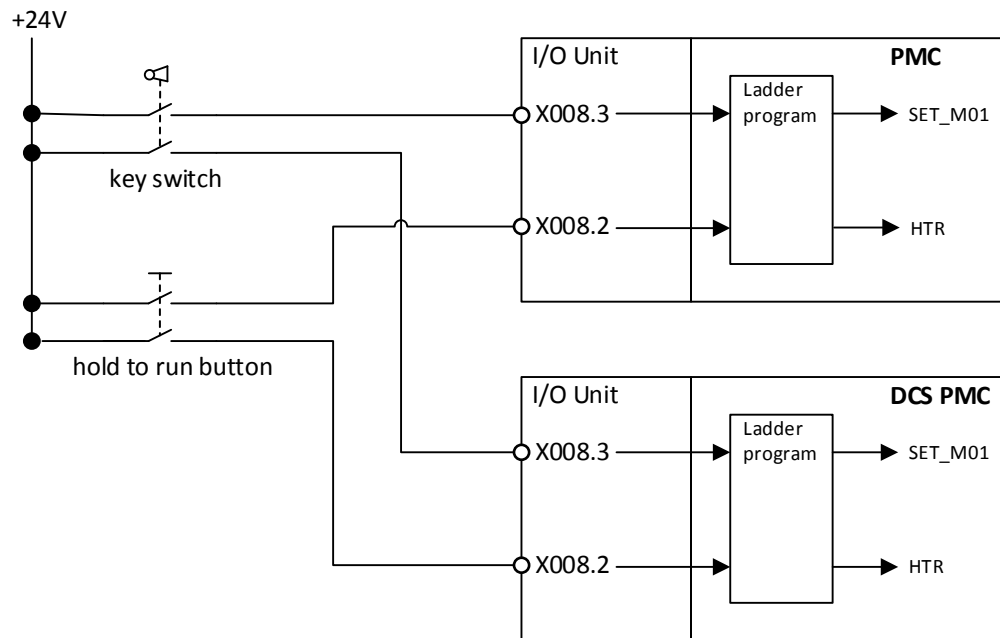 +24V
I/O Unit
PMC
Ladder
program
X008.3
SET_M01
key switch
X008.2
HTR
hold to run button
I/O Unit
DCS PMC
Ladder
program
X008.3
SET_M01
X008.2
HTR